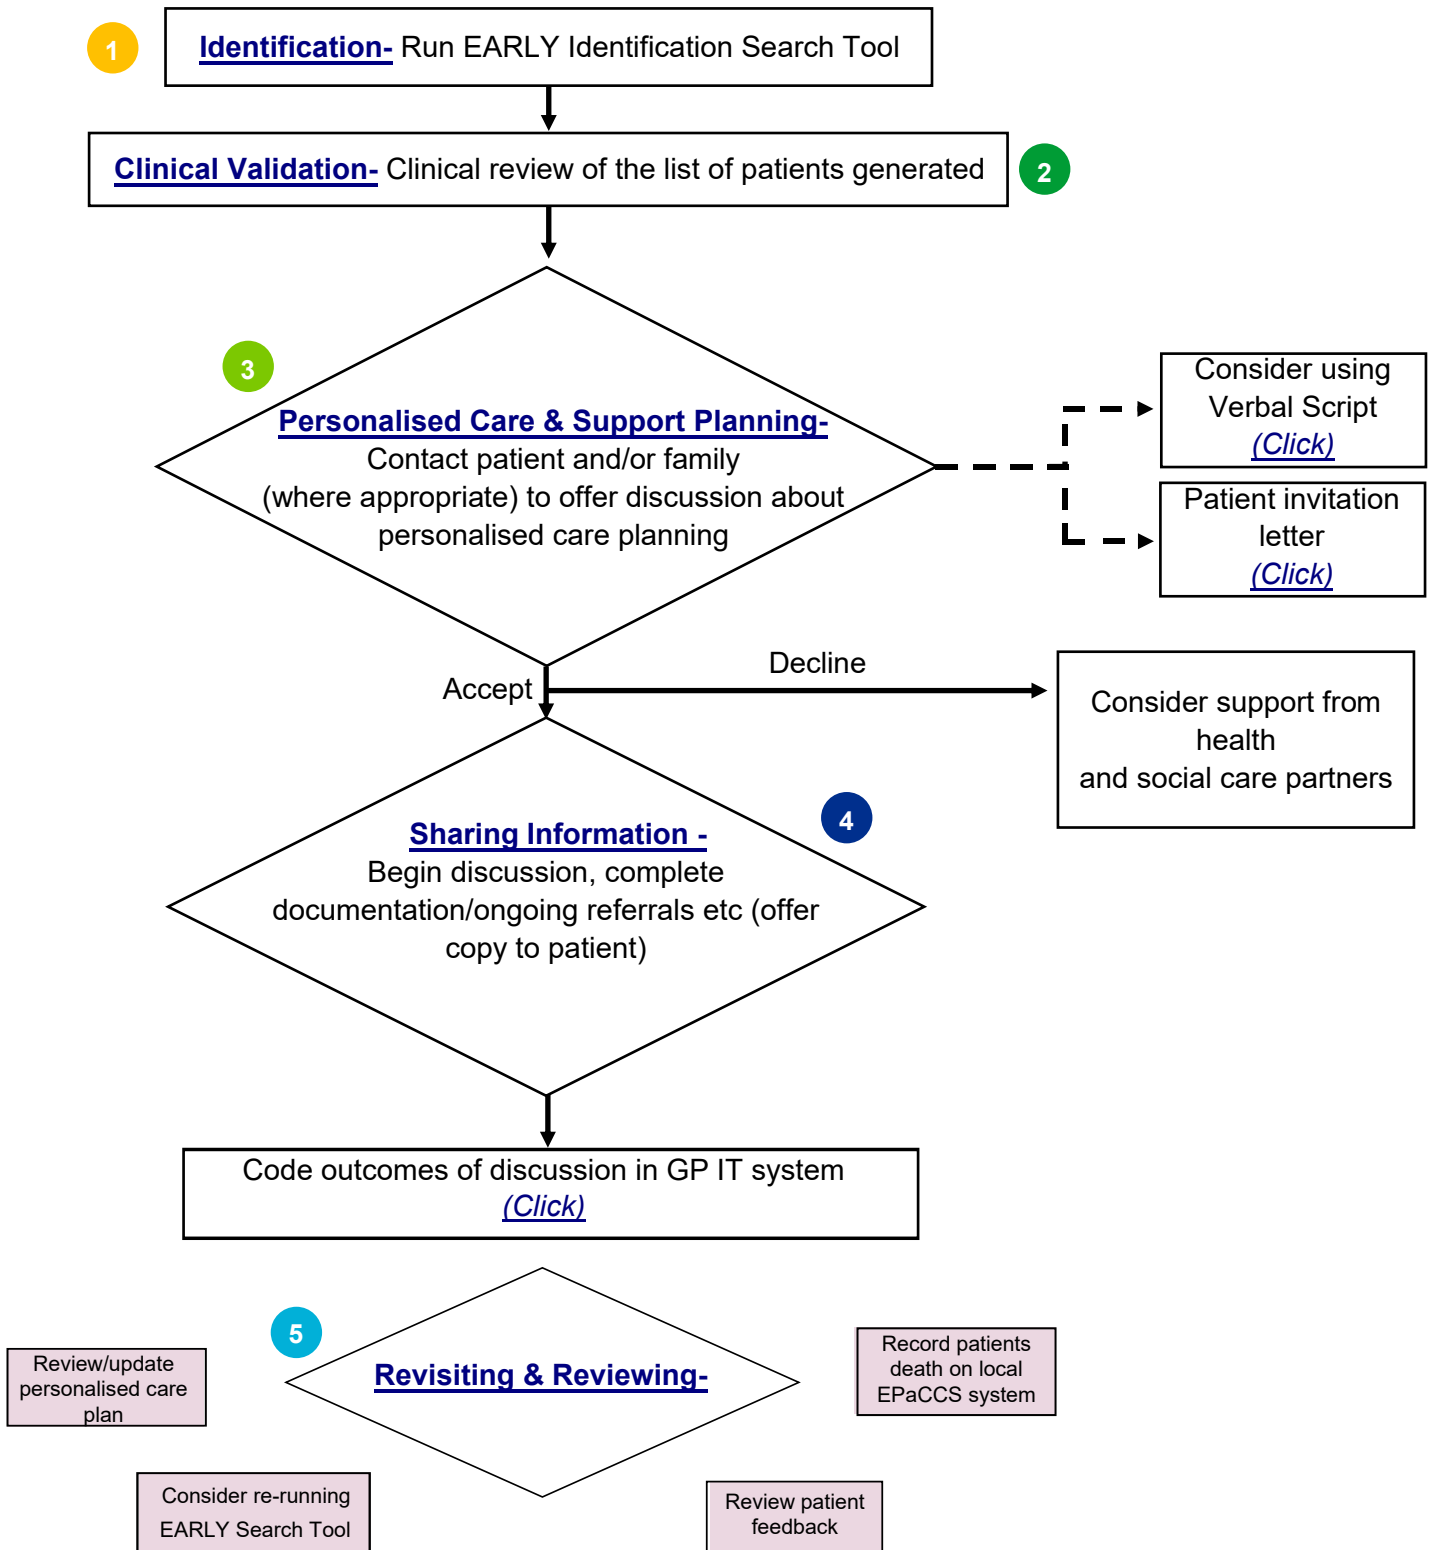 1
Identification- Run EARLY Identification Search Tool
Clinical Validation- Clinical review of the list of patients generated
2
3
Personalised Care & Support Planning-
Contact patient and/or family
(where appropriate) to offer discussion about
personalised care planning
Consider using
Verbal Script
(Click)
Patient invitation
letter
(Click)
Decline
Accept
Consider support from
health
and social care partners
4
Sharing Information -
Begin discussion, complete
documentation/ongoing referrals etc (offer
copy to patient)
Code outcomes of discussion in GP IT system
(Click)
5
Revisiting & Reviewing-
Review/update
personalised care
plan
Record patients
death on local
EPaCCS system
Consider re-running
EARLY Search Tool
Review patient
feedback